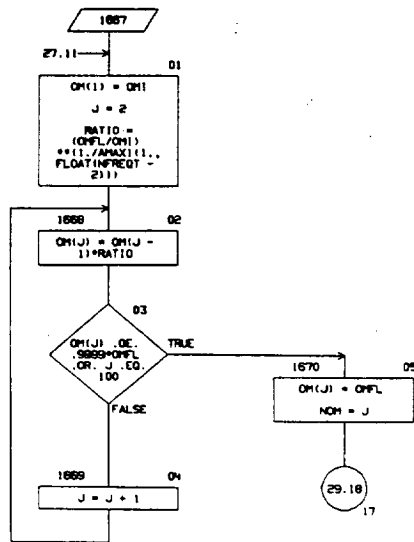 1667
27.11
01
OM(1) = OMI
J = 2
RATIO =
(OMFL/OMI)
**(1./AMAX1(1.,
FLOAT(NFREQT -
2)))
1668
02
OM(J) = OM(J -
1)*RATIO
03
OM(J) .GE.
.9999*OMFL
.OR. J .EQ.
100
TRUE
FALSE
1670
05
OM(J) = OMFL
NOM = J
29.18
17
1669
04
J = J + 1